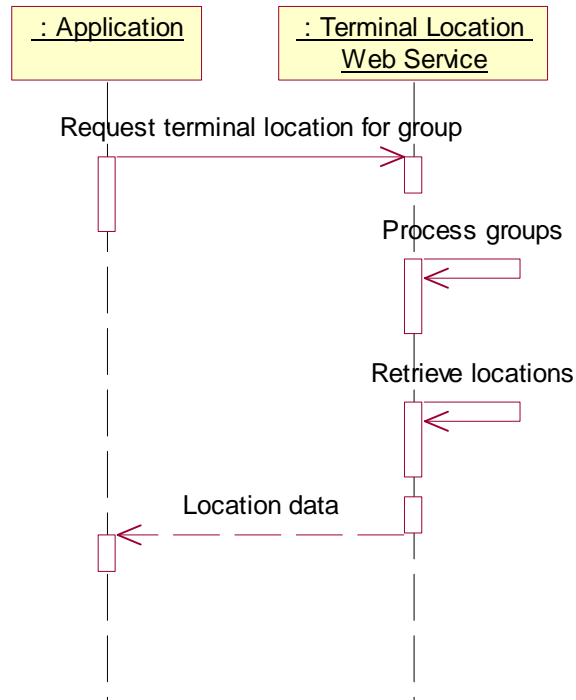 : Application
: Terminal Location
Web Service
Request terminal location for group
Process groups
Retrieve locations
Location data